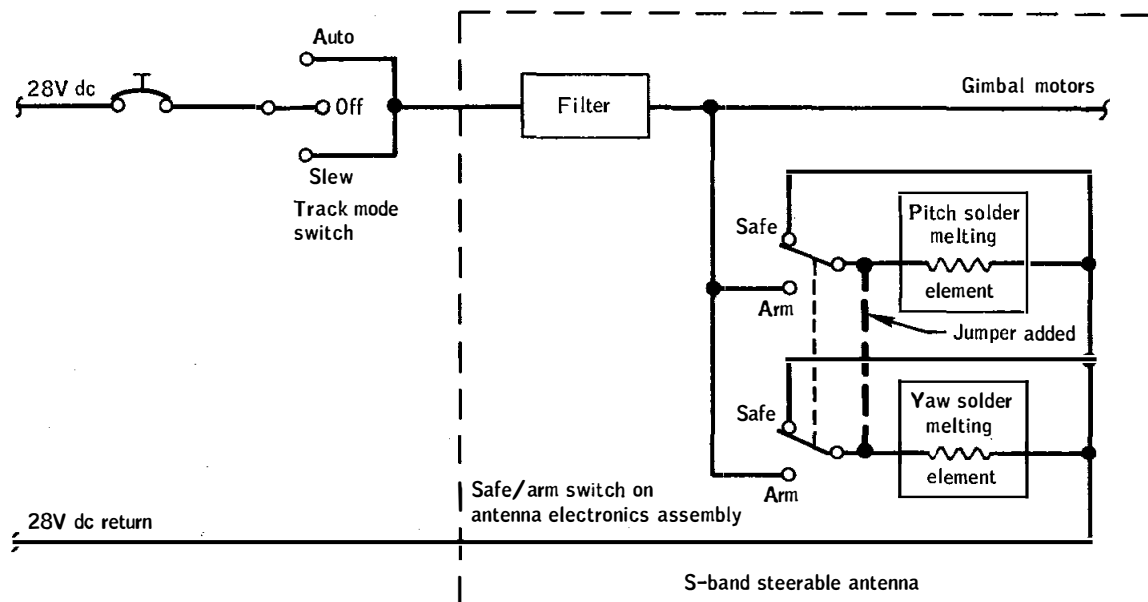 Auto
28V dc
Off
Filter
Gimbal motors
Slew
Track mode
switch
Safe
Pitch solder
melting
element
Arm
Jumper added
Safe
Yaw solder
melting
element
Arm
Safe/arm switch on
antenna electronics assembly
28V dc return
S-band steerable antenna